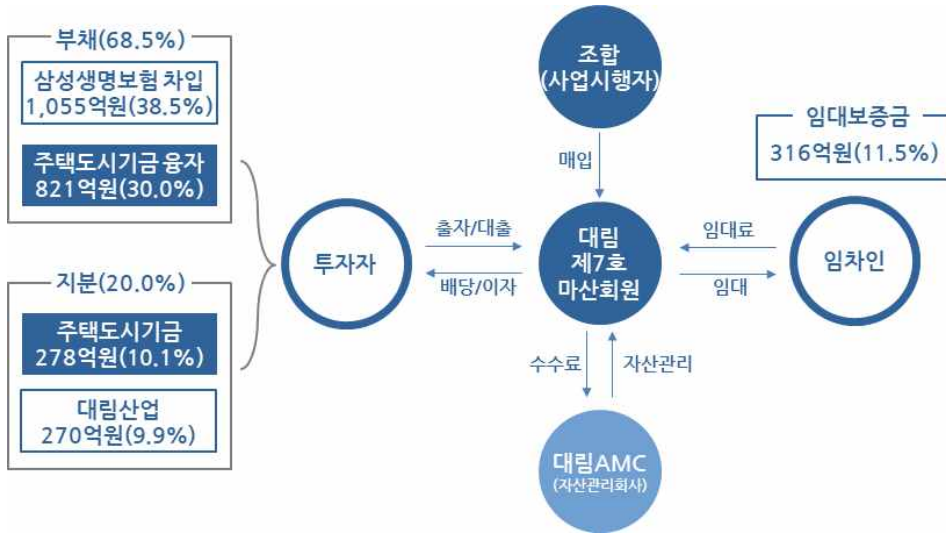 부채(68.5%)
삼성생명보험 차입
1,055억원(38.5%)
주택도시기금 융자
821억원(30.0%)
지분(20.0%)
주택도시기금
278억원(10.1%)
대림산업
270억원(9.9%)
투자자
출자/대출
배당/이자
조합
(사업시행자)
매입
대림
제7호
마산회원
수수료
자산관리
대림AMC
(자산관리회사)
임대료
임대
임대보증금
316억원(11.5%)
임차인